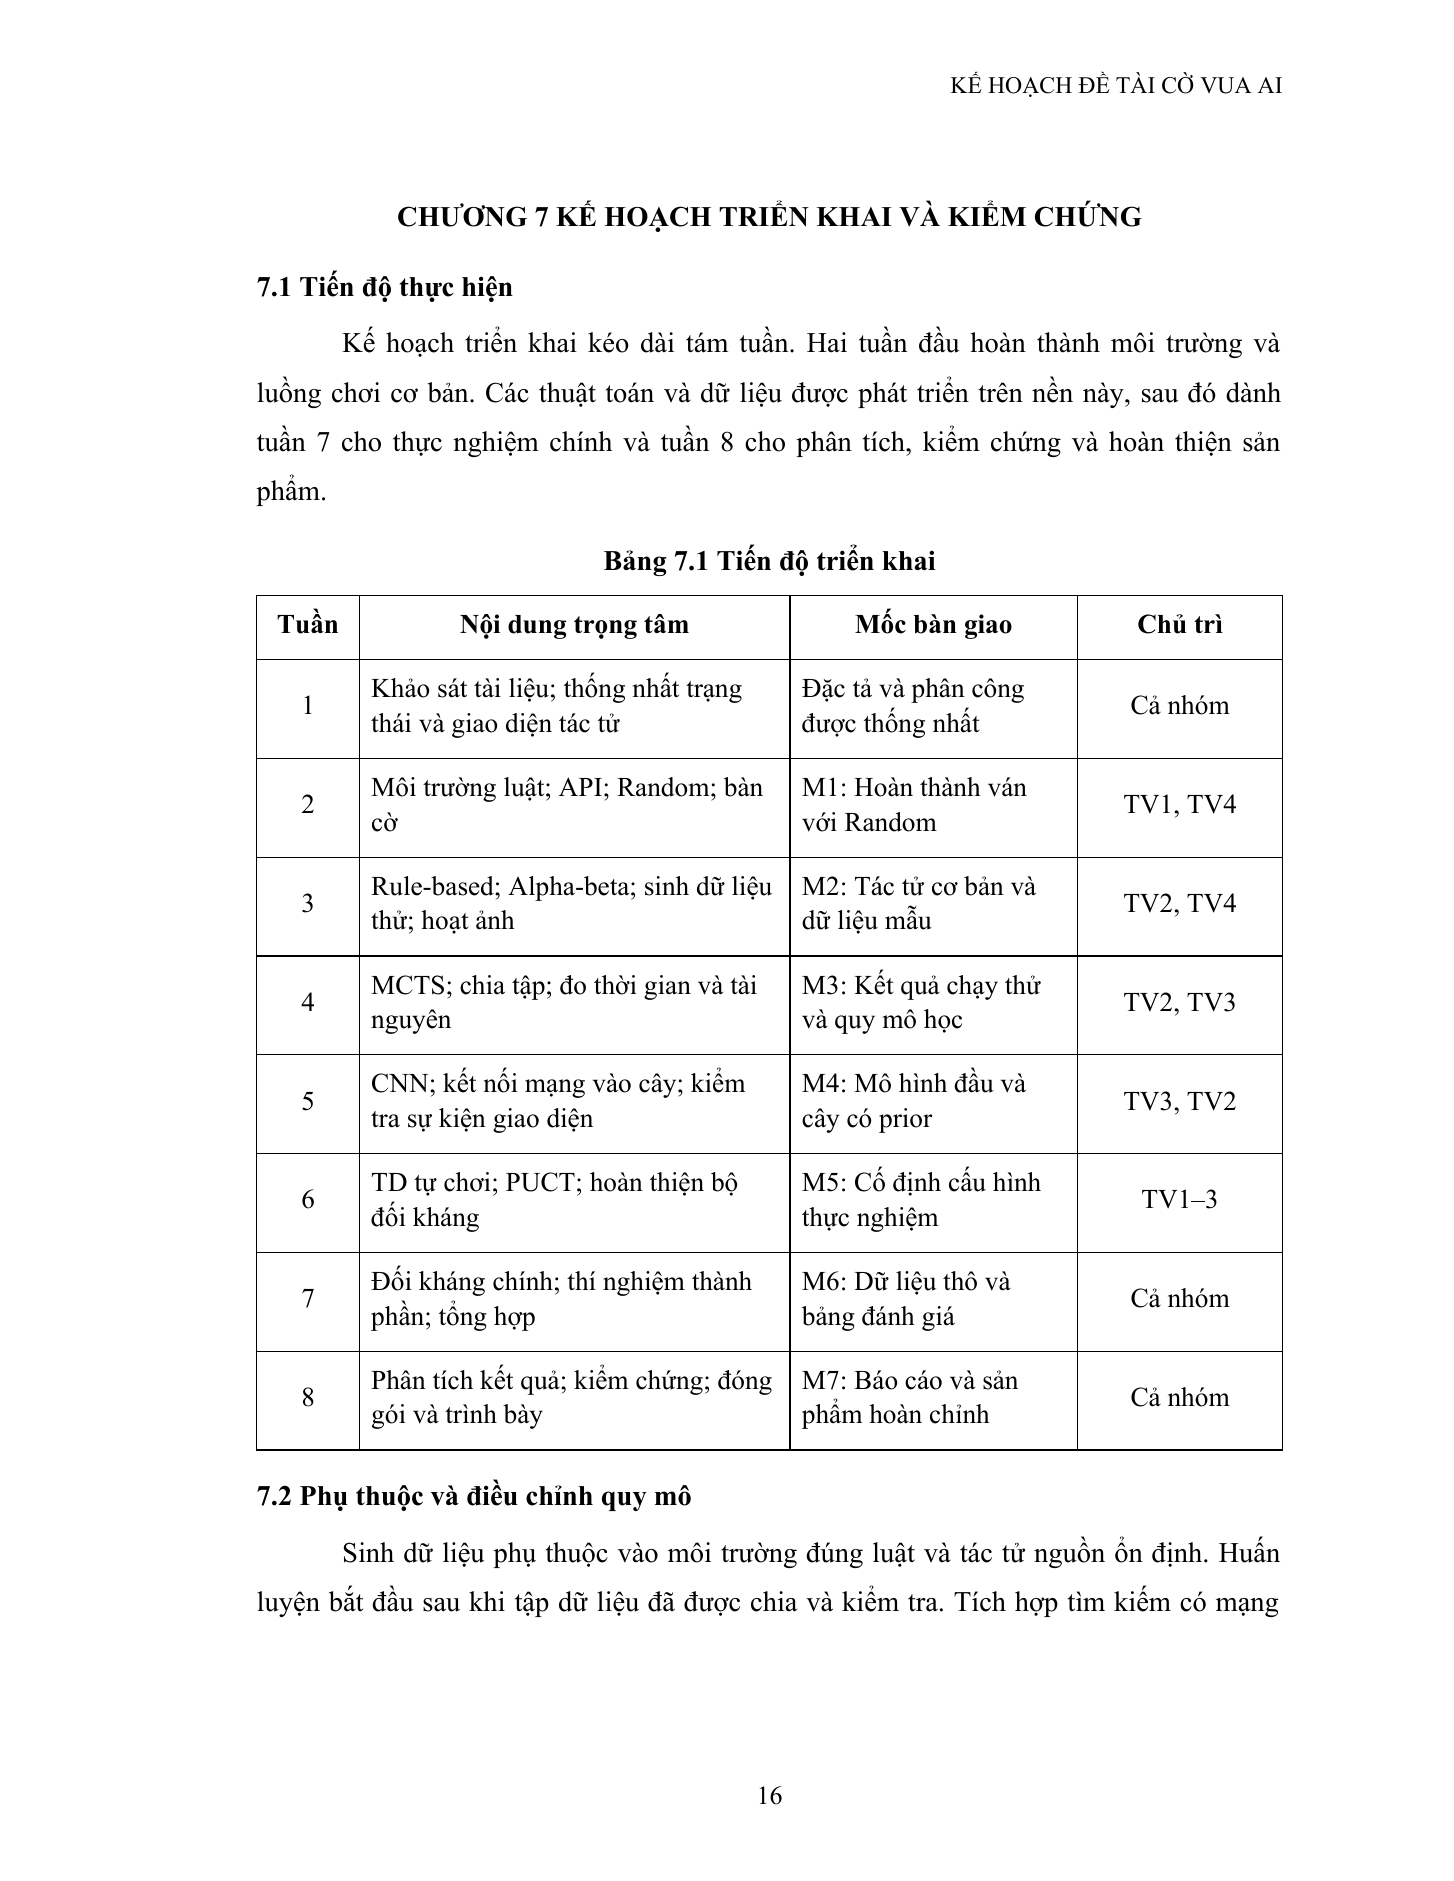 KẾ HOẠCH ĐỀ TÀI CỜ VUA AI
CHƯƠNG 7 KẾ HOẠCH TRIỂN KHAI VÀ KIỂM CHỨNG
7.1 Tiến độ thực hiện
Kế hoạch triển khai kéo dài tám tuần. Hai tuần đầu hoàn thành môi trường và
luồng chơi cơ bản. Các thuật toán và dữ liệu được phát triển trên nền này, sau đó dành
tuần 7 cho thực nghiệm chính và tuần 8 cho phân tích, kiểm chứng và hoàn thiện sản
phẩm.
Bảng 7.1 Tiến độ triển khai
Tuần Nội dung trọng tâm Mốc bàn giao Chủ trì
1
Khảo sát tài liệu; thống nhất trạng
thái và giao diện tác tử
Đặc tả và phân công
được thống nhất
Cả nhóm
2
Môi trường luật; API; Random; bàn
cờ
M1: Hoàn thành ván
với Random
TV1, TV4
3
Rule-based; Alpha-beta; sinh dữ liệu
thử; hoạt ảnh
M2: Tác tử cơ bản và
dữ liệu mẫu
TV2, TV4
4
MCTS; chia tập; đo thời gian và tài
nguyên
M3: Kết quả chạy thử
và quy mô học
TV2, TV3
5
CNN; kết nối mạng vào cây; kiểm
tra sự kiện giao diện
M4: Mô hình đầu và
cây có prior
TV3, TV2
6
TD tự chơi; PUCT; hoàn thiện bộ
đối kháng
M5: Cố định cấu hình
thực nghiệm
TV1–3
7
Đối kháng chính; thí nghiệm thành
phần; tổng hợp
M6: Dữ liệu thô và
bảng đánh giá
Cả nhóm
8
Phân tích kết quả; kiểm chứng; đóng
gói và trình bày
M7: Báo cáo và sản
phẩm hoàn chỉnh
Cả nhóm
7.2 Phụ thuộc và điều chỉnh quy mô
Sinh dữ liệu phụ thuộc vào môi trường đúng luật và tác tử nguồn ổn định. Huấn
luyện bắt đầu sau khi tập dữ liệu đã được chia và kiểm tra. Tích hợp tìm kiếm có mạng
16